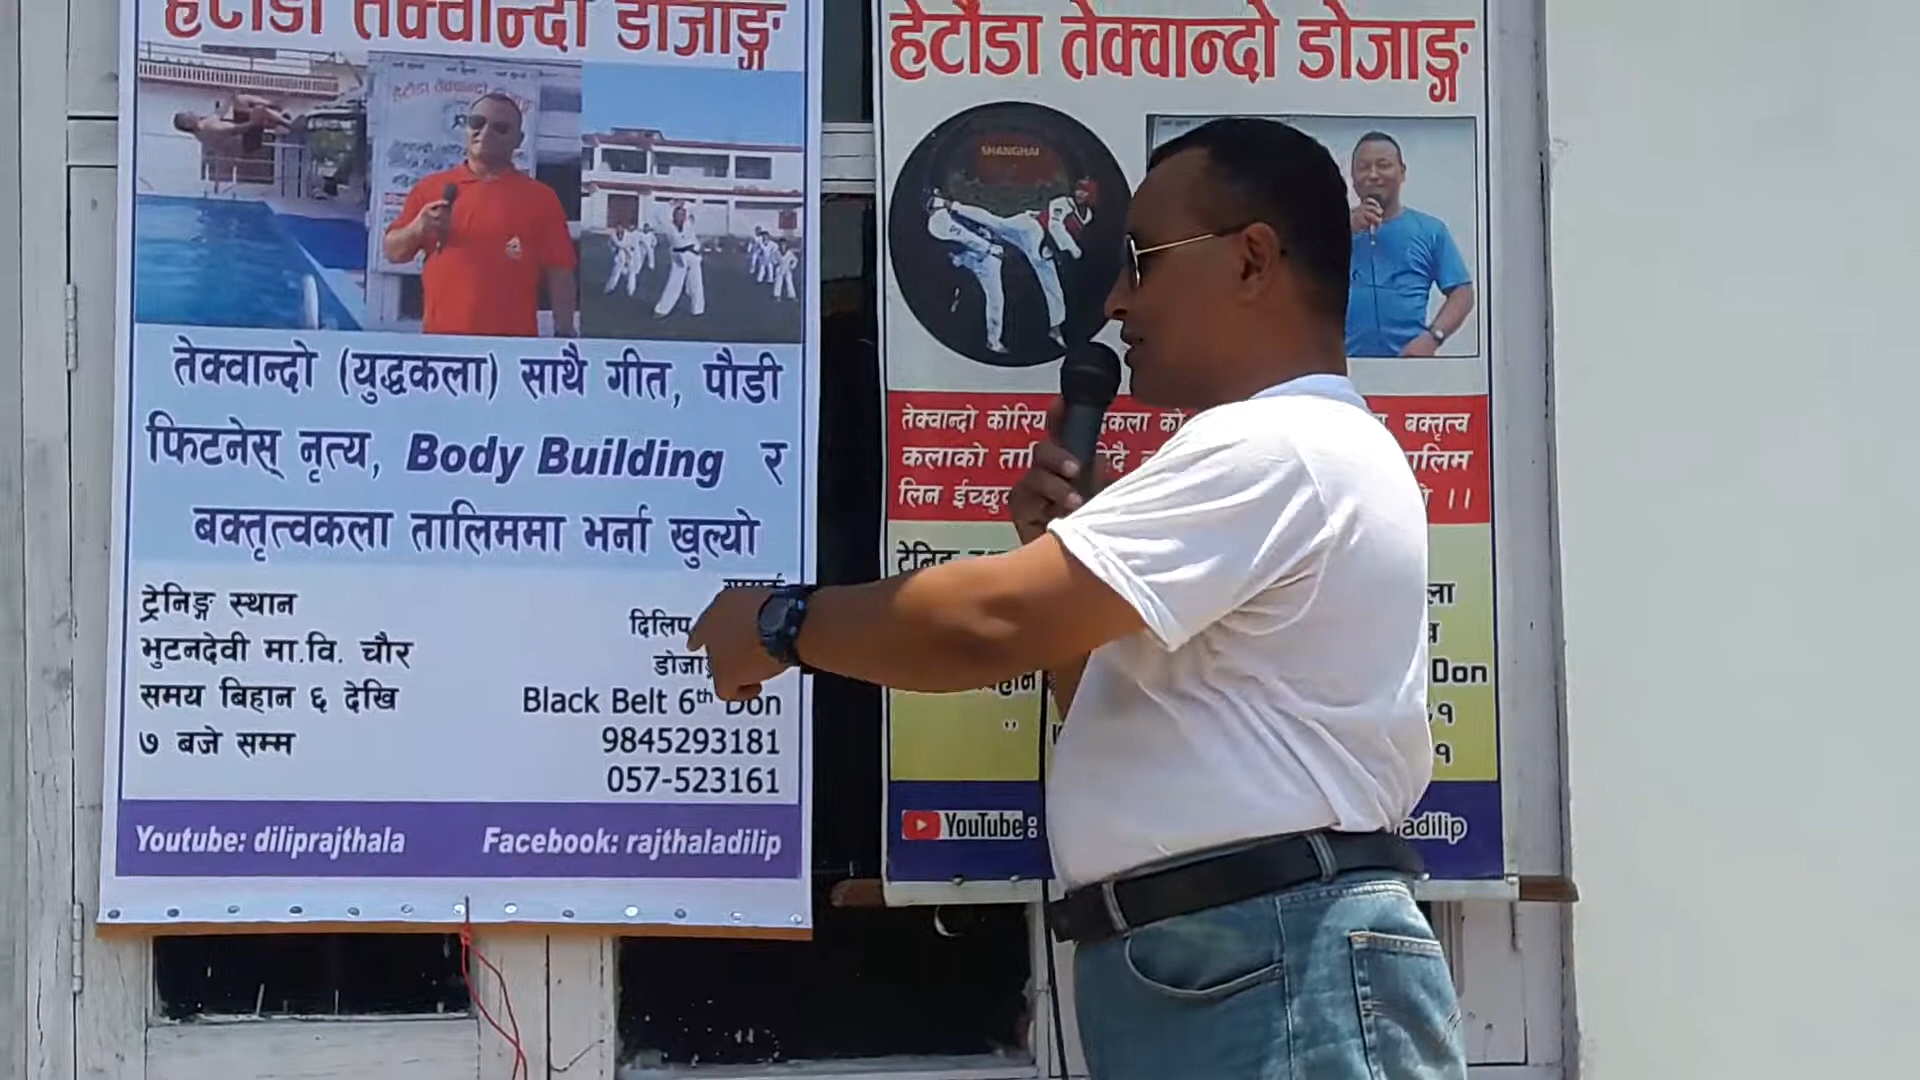 हेटौडा तेक्वान्दो डोजाङ्ग
तेक्वान्दो (युद्धकला) साथै गीत, पौडी
फिटनेस् नृत्य, Body Building र
बक्तृत्वकला तालिममा भर्ना खुल्यो
ट्रेनिङ्ग स्थान
भुटनदेवी मा.वि. चौर
समय बिहान ६ देखि
७ बजे सम्म
दिलिप
Black Belt 6th Don
9845293181
057-523161
Youtube: diliprajthala Facebook: rajthaladilip
हेटौडा तेक्वान्दो डोजाङ्ग
SHANGHAI
तेक्वान्दो बक्तृत्व
कलाको
लिन ।।
Don
YouTube: